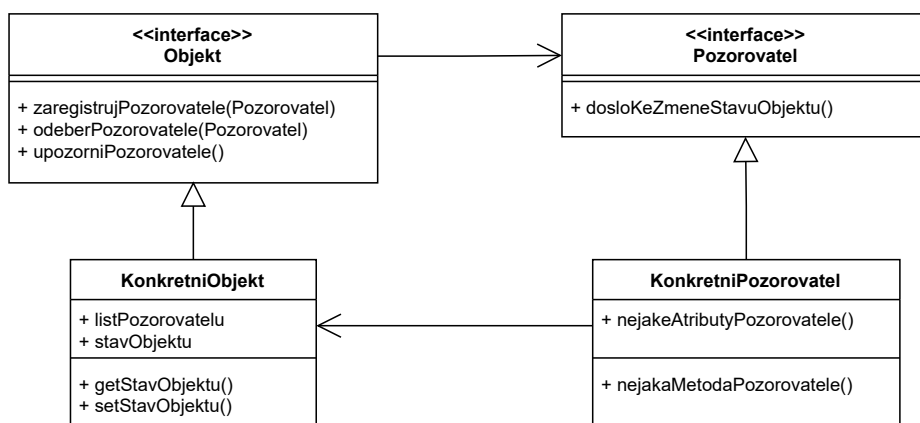 <<interface>>
Objekt
+ zaregistrujPozorovatele(Pozorovatel)
+ odeberPozorovatele(Pozorovatel)
+ upozorniPozorovatele()
<<interface>>
Pozorovatel
+ dosloKeZmeneStavuObjektu()
KonkretniObjekt
+ listPozorovatelu
+ stavObjektu
+ getStavObjektu()
+ setStavObjektu()
KonkretniPozorovatel
+ nejakeAtributyPozorovatele()
+ nejakaMetodaPozorovatele()